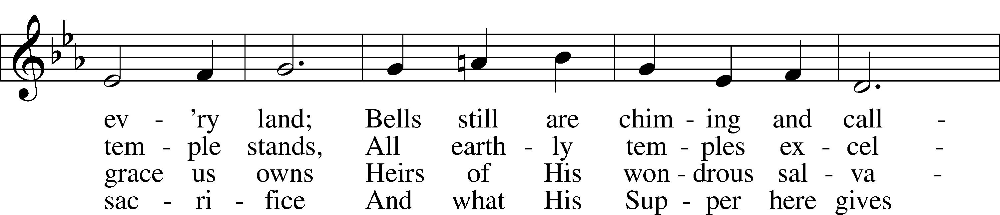 ev - ’ry land; Bells still are chim - ing and call -
tem - ple stands, All earth - ly tem - ples ex - cel -
grace us owns Heirs of His won - drous sal - va -
sac - ri - fice And what His Sup - per here gives